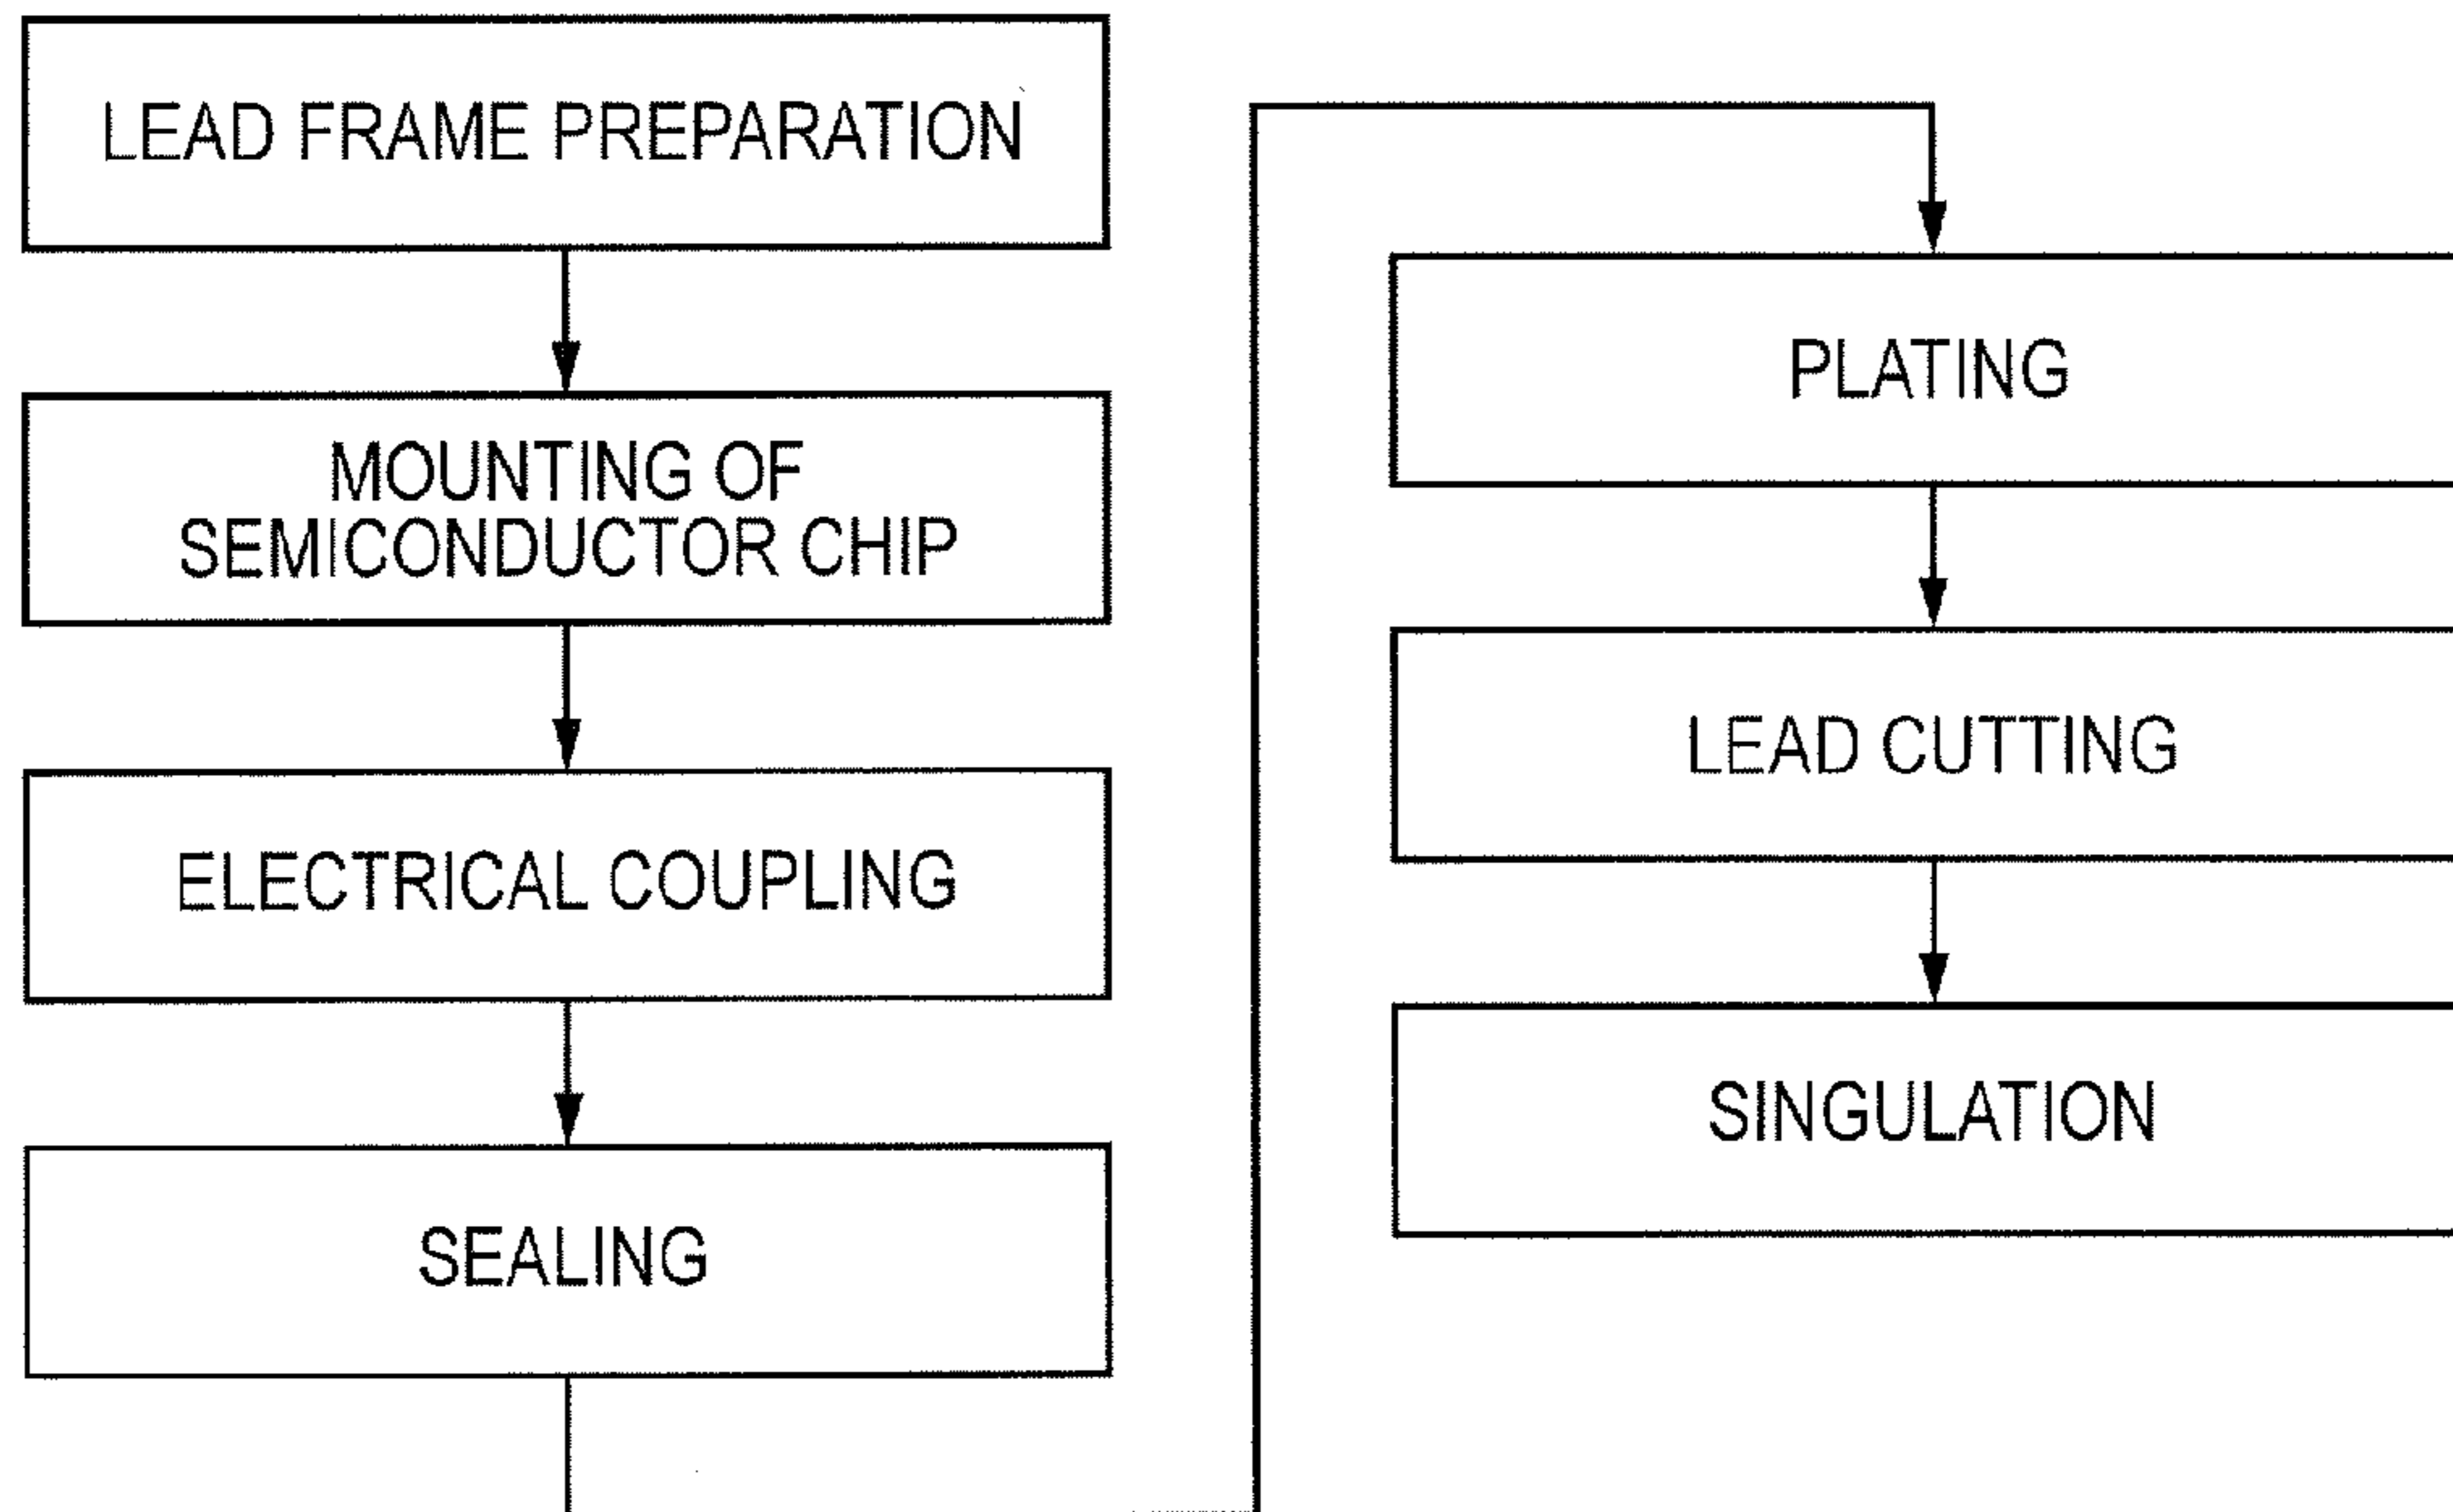 LEAD FRAME PREPARATION
MOUNTING OF
SEMICONDUCTOR CHIP
ELECTRICAL COUPLING
SEALING
PLATING
LEAD CUTTING
SINGULATION